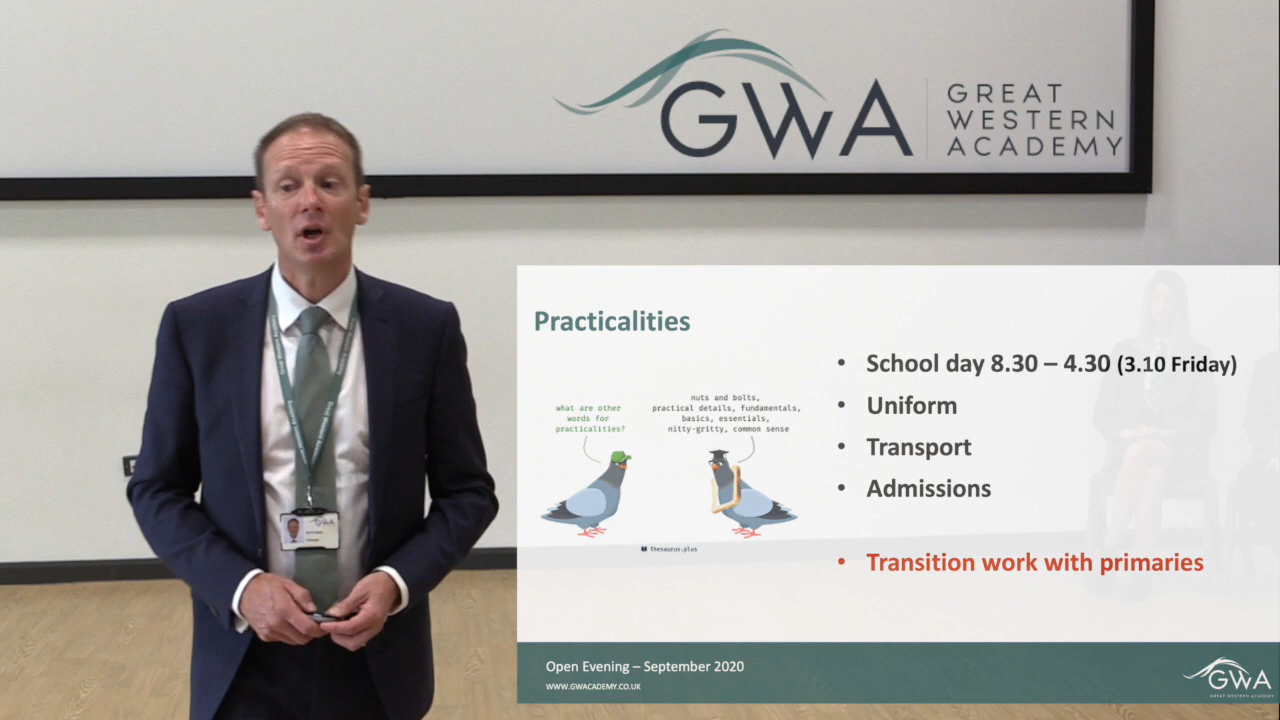 GWA
GREAT
WESTERN
ACADEMY
Practicalities
• School day 8.30 – 4.30 (3.10 Friday)
• Uniform
• Transport
• Admissions
• Transition work with primaries
what are other
words for
practicalities?
nuts and bolts,
practical details, fundamentals,
basics, essentials,
nitty-gritty, common sense
Thesaurus.plus
Open Evening – September 2020
WWW.GWACADEMY.CO.UK
GWA
GREAT WESTERN ACADEMY
GWA